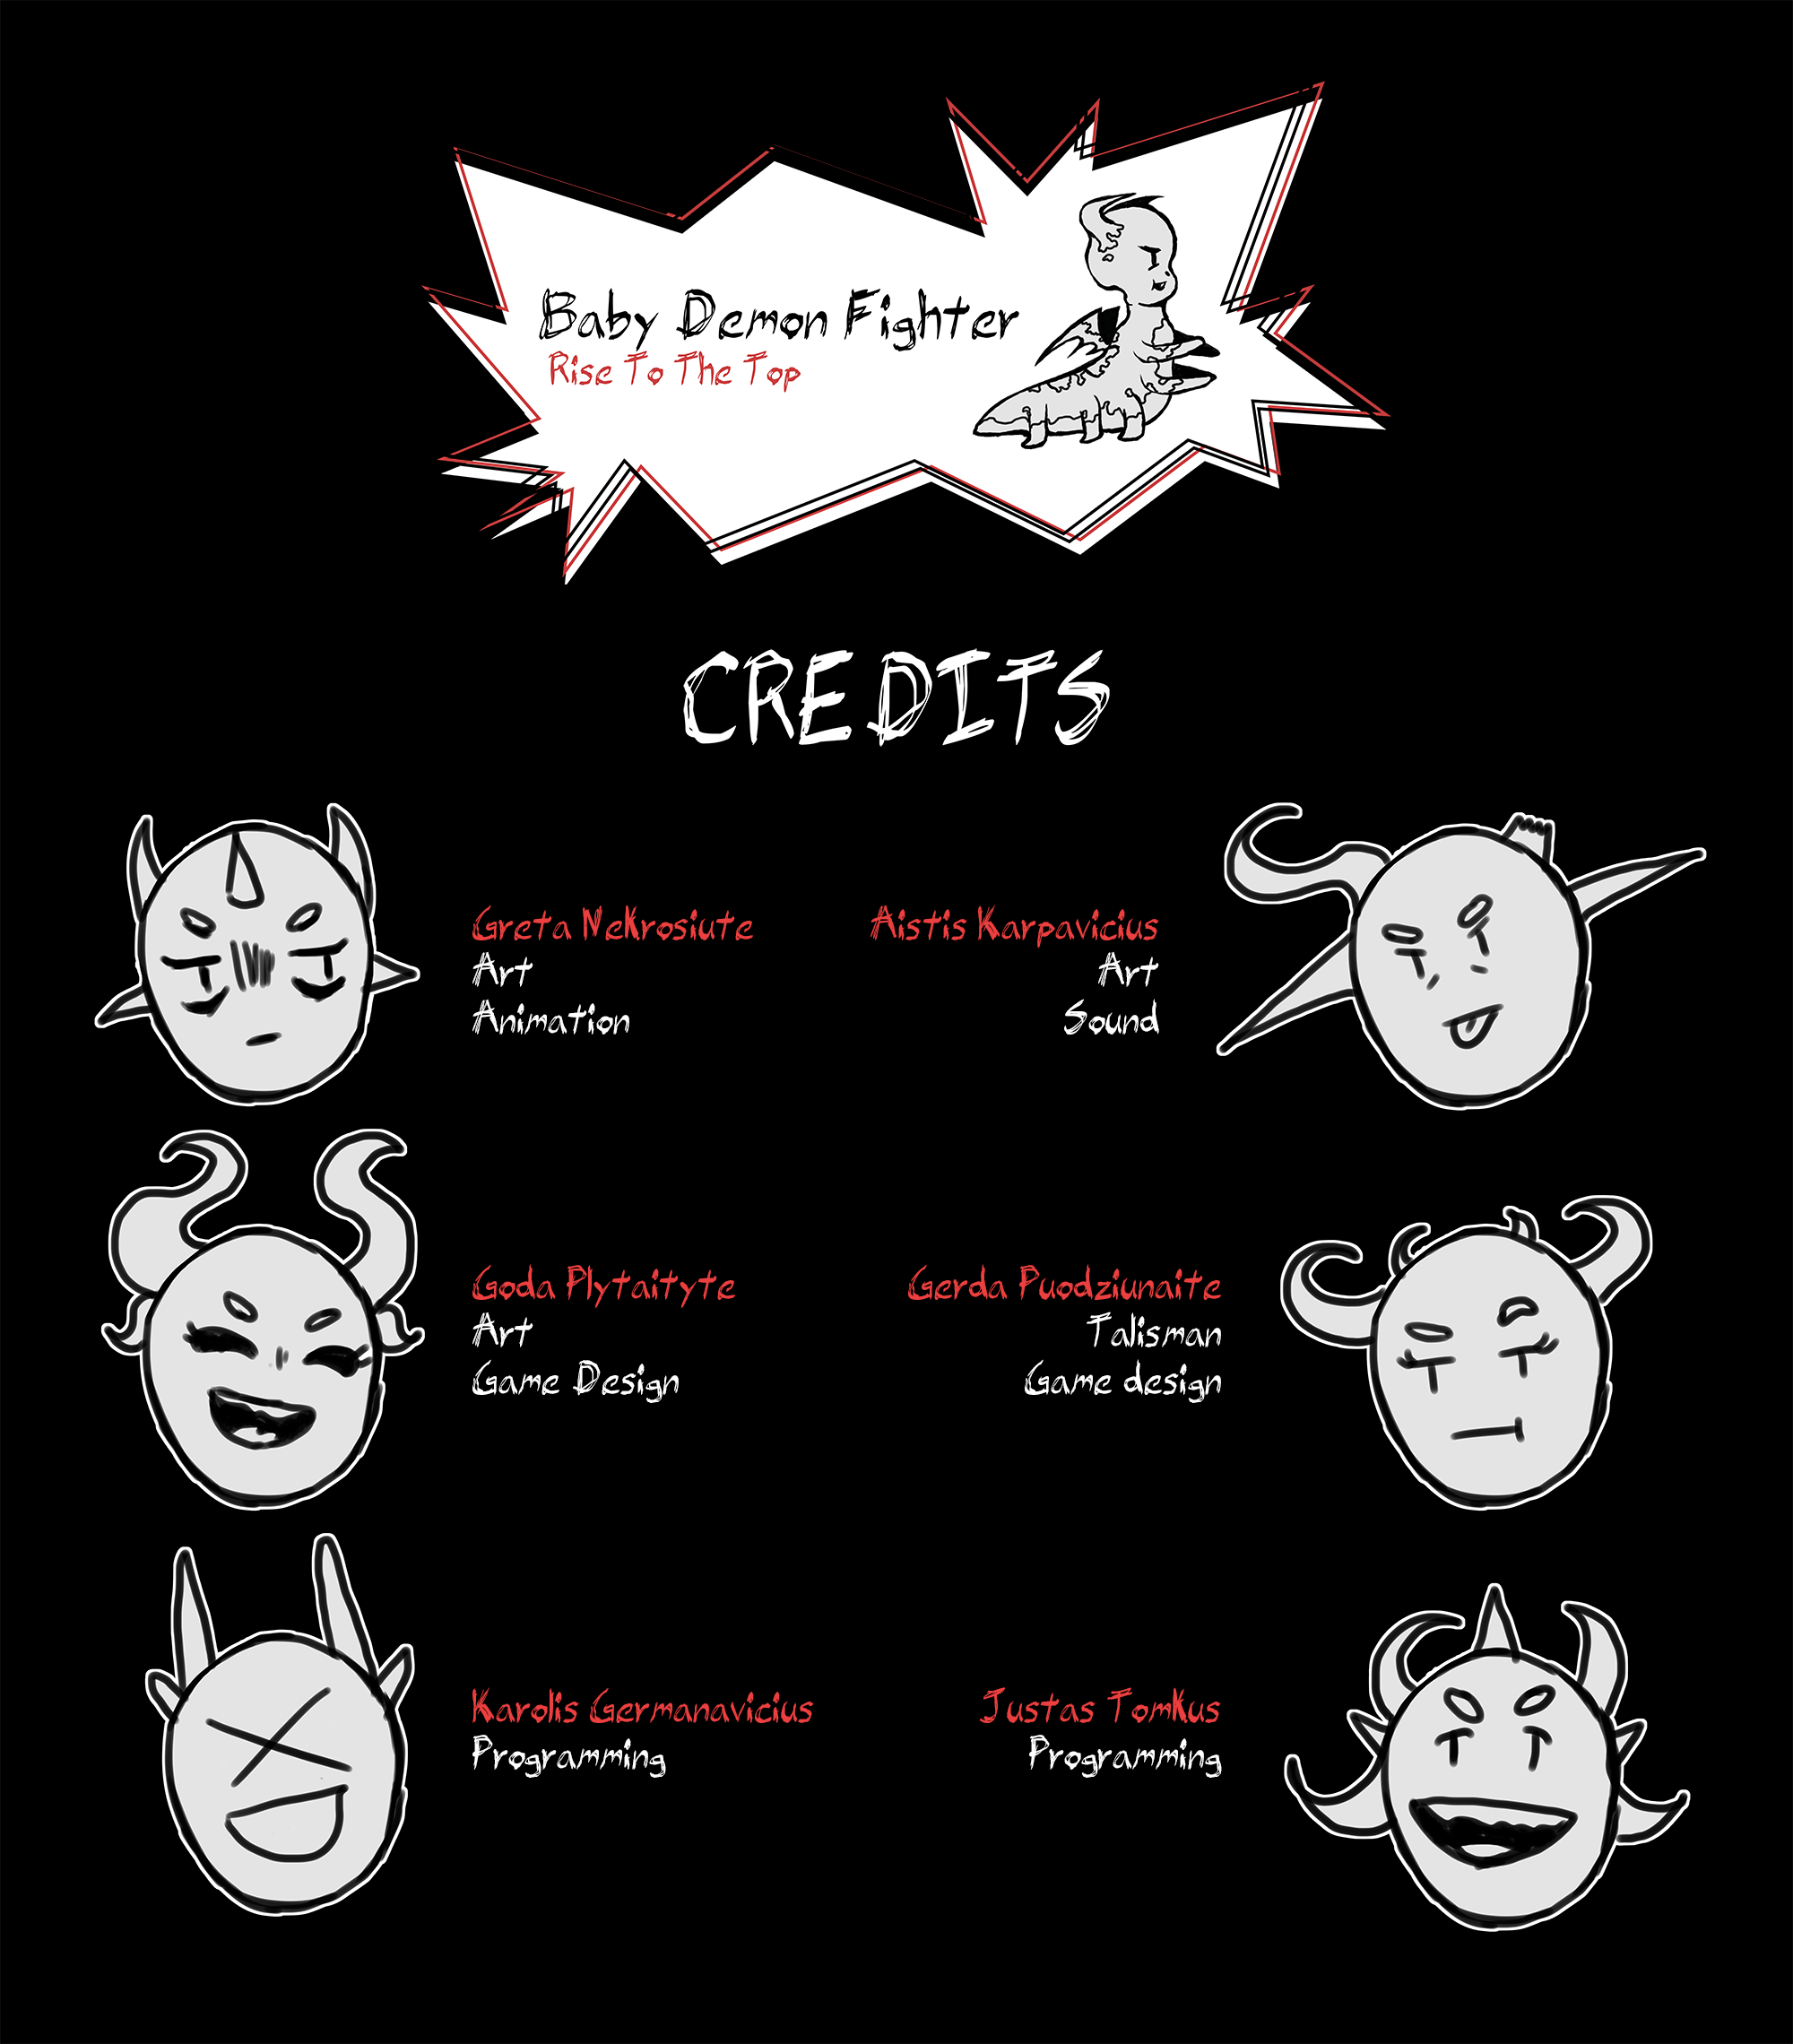 Baby Demon Fighter
Rise To The Top
CREDITS
Greta Nekrosiute
Art
Animation
Aistis Karpavicius
Art
Sound
Goda Plytaityte
Art
Game Design
Gerda Puodziunaite
Talisman
Game design
Karolis Germanavicius
Programming
Justas Tomkus
Programming